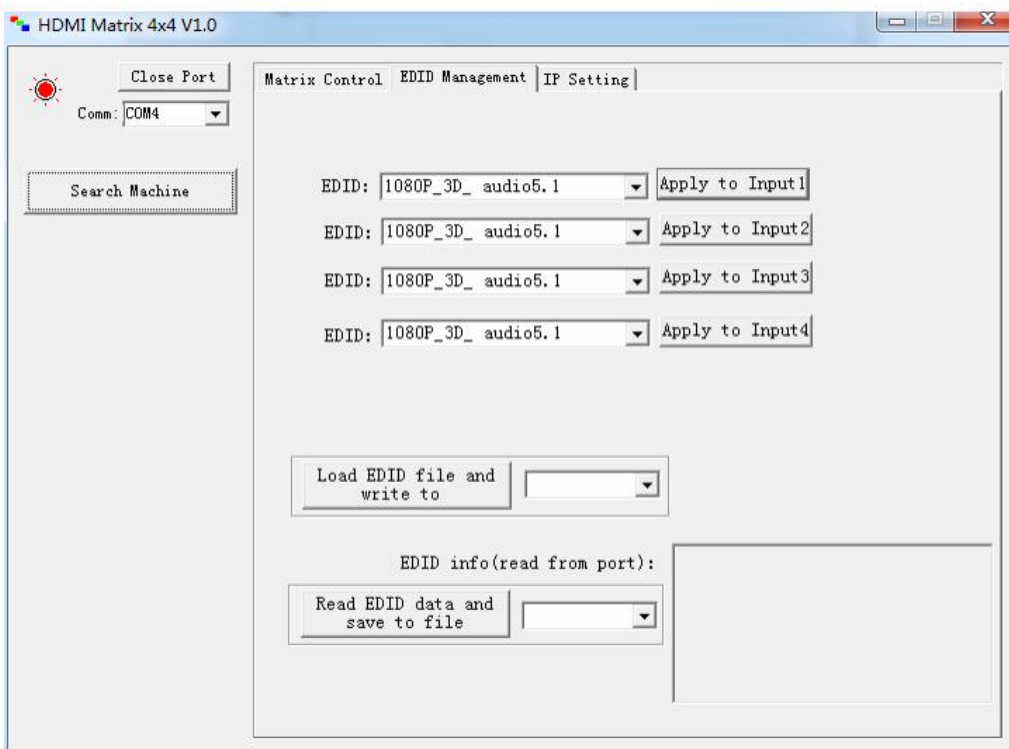 HDMI Matrix 4x4 V1.0
Close Port
Comm: COM4
Search Machine
Matrix Control EDID Management IP Setting
EDID: 1080P_3D_ audio5.1 Apply to Input1
EDID: 1080P_3D_ audio5.1 Apply to Input2
EDID: 1080P_3D_ audio5.1 Apply to Input3
EDID: 1080P_3D_ audio5.1 Apply to Input4
Load EDID file and
write to
EDID info(read from port):
Read EDID data and
save to file